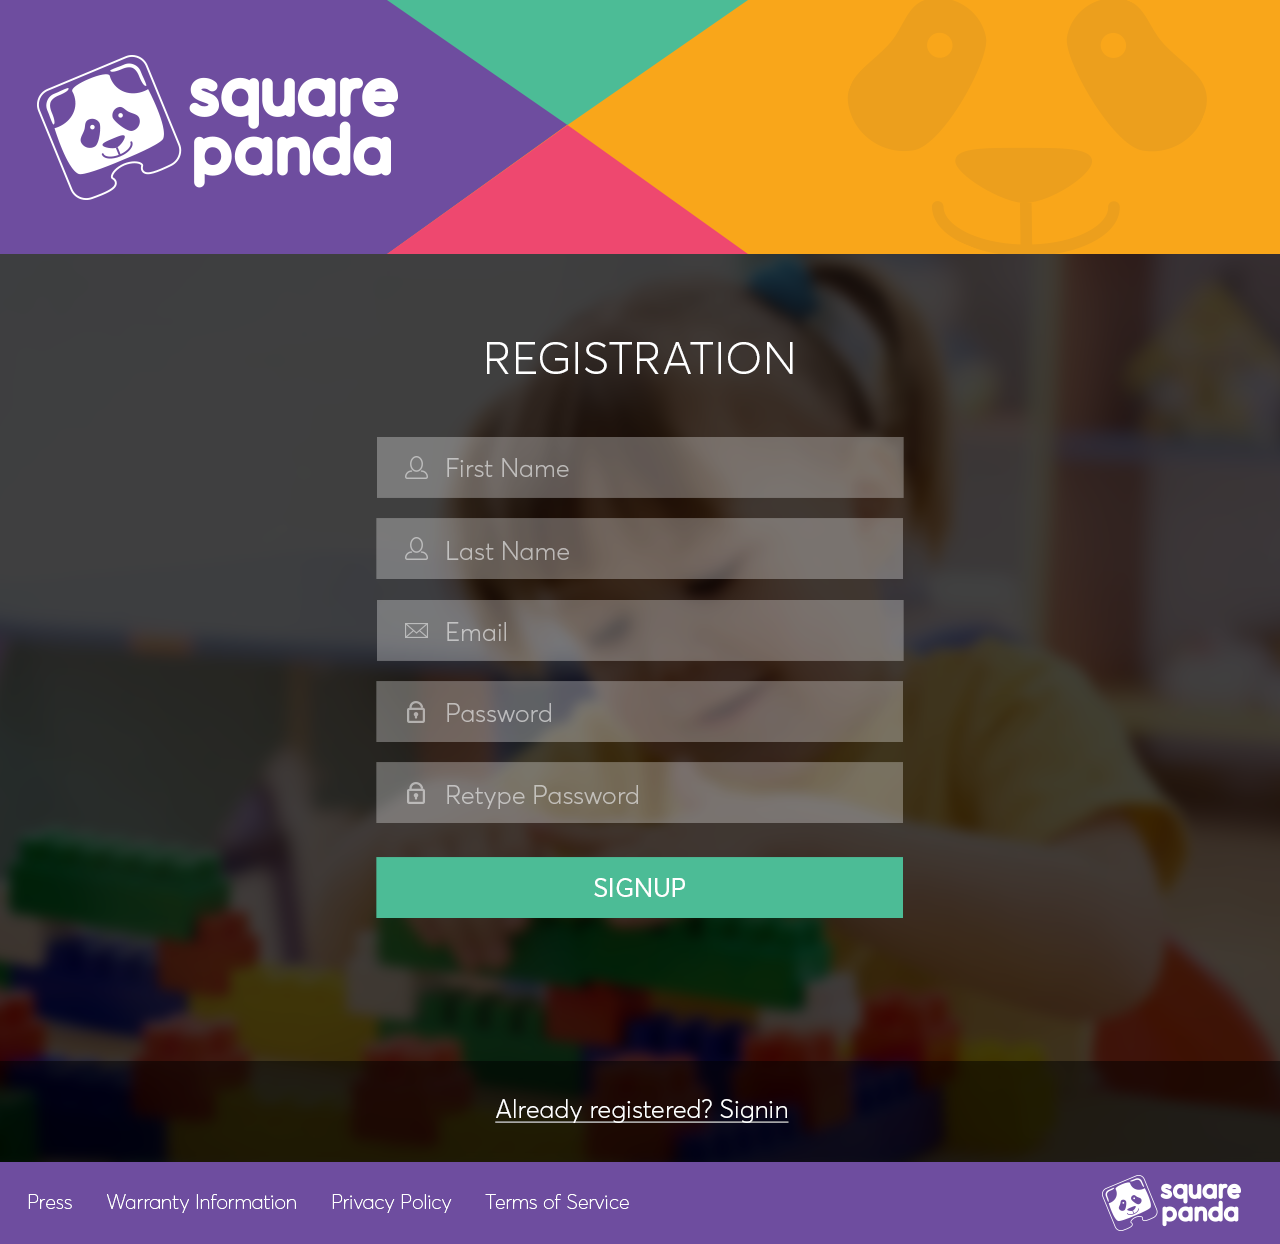 square
panda
REGISTRATION
First Name
Last Name
Email
Password
Retype Password
SIGNUP
Already registered? Signin
Press Warranty Information Privacy Policy Terms of Service
square
panda